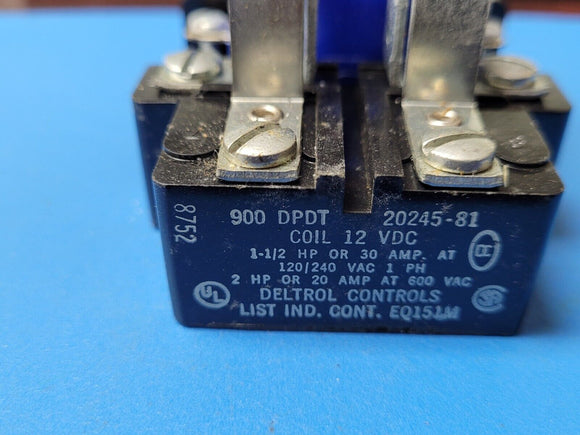 900 DPDT 20245-81
COIL 12 VDC
1-1/2 HP OR 30 AMP. AT
120/240 VAC 1 PH
2 HP OR 20 AMP AT 600 VAC
DELTROL CONTROLS
LIST IND. CONT. EQ151M
8752
UL